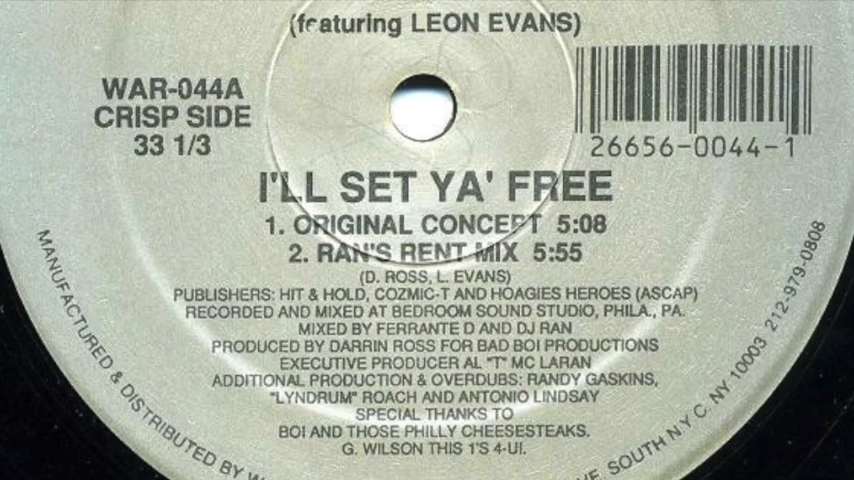 (featuring LEON EVANS)
WAR-044A
CRISP SIDE
33 1/3
26656-0044-1
I'LL SET YA' FREE
1. ORIGINAL CONCEPT 5:08
2. RAN'S RENT MIX 5:55
(D. ROSS, L. EVANS)
PUBLISHERS: HIT & HOLD, COZMIC-T AND HOAGIES HEROES (ASCAP)
RECORDED AND MIXED AT BEDROOM SOUND STUDIO, PHILA., PA.
MIXED BY FERRANTE D AND DJ RAN
PRODUCED BY DARRIN ROSS FOR BAD BOI PRODUCTIONS
EXECUTIVE PRODUCER AL "T" MC LARAN
ADDITIONAL PRODUCTION & OVERDUBS: RANDY GASKINS,
"LYNDRUM" ROACH AND ANTONIO LINDSAY
SPECIAL THANKS TO
BOI AND THOSE PHILLY CHEESESTEAKS.
G. WILSON THIS 1'S 4-U!.
MANUFACTURED & DISTRIBUTED BY
SOUTH N.Y.C. NY 10003 212-979-0808